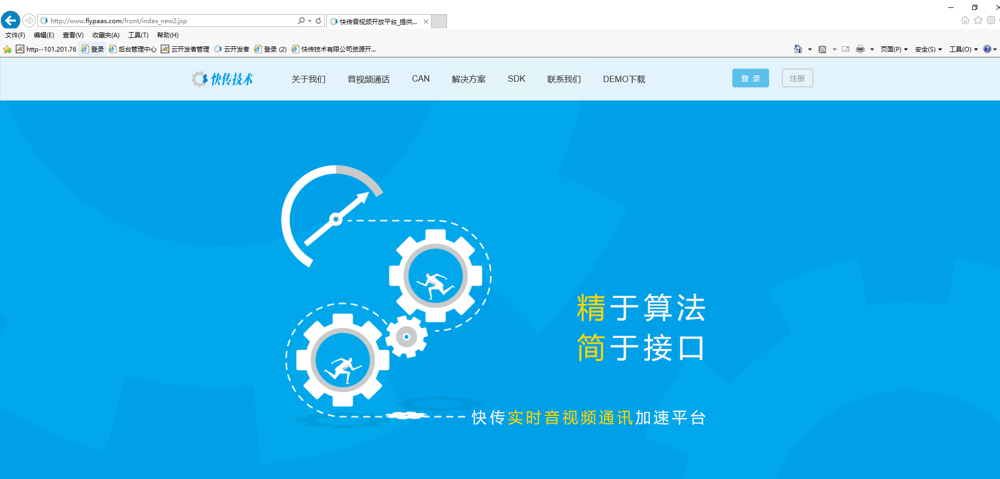 http://www.flypaas.com/front/index_new2.jsp
快传音视频开放平台_提供...
文件(F) 编辑(E) 查看(V) 收藏夹(A) 工具(T) 帮助(H)
http--101.201.76 登录 后台管理中心 云开发者管理 云开发者 登录 (2) 快传技术有限公司资源开...
页面(P) 安全(S) 工具(O)
快传技术 关于我们 音视频通话 CAN 解决方案 SDK 联系我们 DEMO下载 登 录 注册
精于算法
简于接口
快传实时音视频通讯加速平台